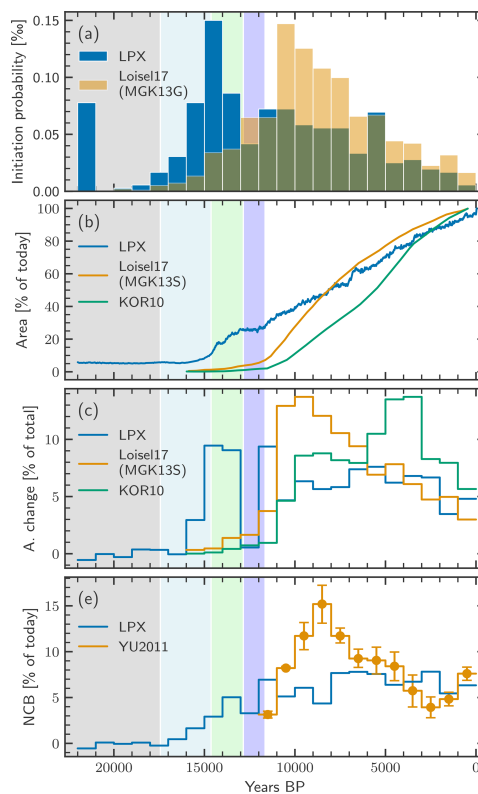 (a)
LPX
Loisel17
(MGK13G)
Initiation probability [‰]
0.15
0.10
0.05
0.00
(b)
LPX
Loisel17
(MGK13S)
KOR10
Area [% of today]
100
80
60
40
20
0
(c)
LPX
Loisel17
(MGK13S)
KOR10
A. change [% of total]
10
5
0
(e)
LPX
YU2011
NCB [% of today]
15
10
5
0
20000 15000 10000 5000 0
Years BP